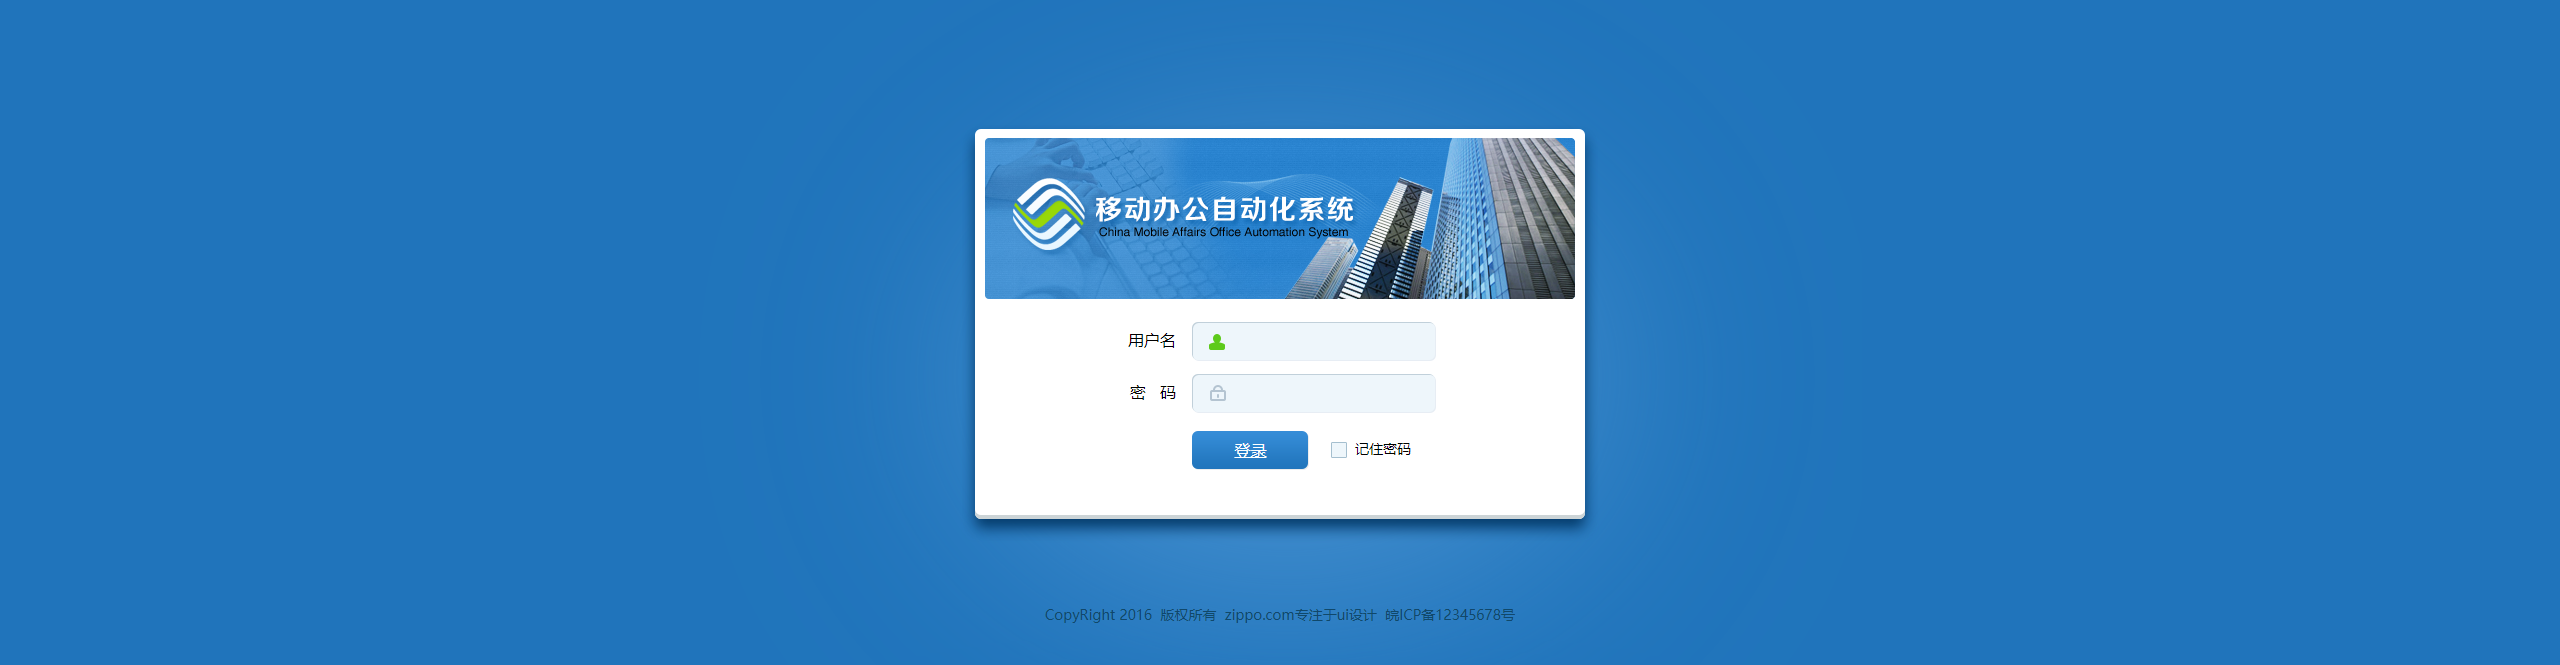 移动办公自动化系统
China Mobile Affairs Office Automation System
用户名
密 码
登录 记住密码
CopyRight 2016 版权所有 zippo.com专注于ui设计 皖ICP备12345678号